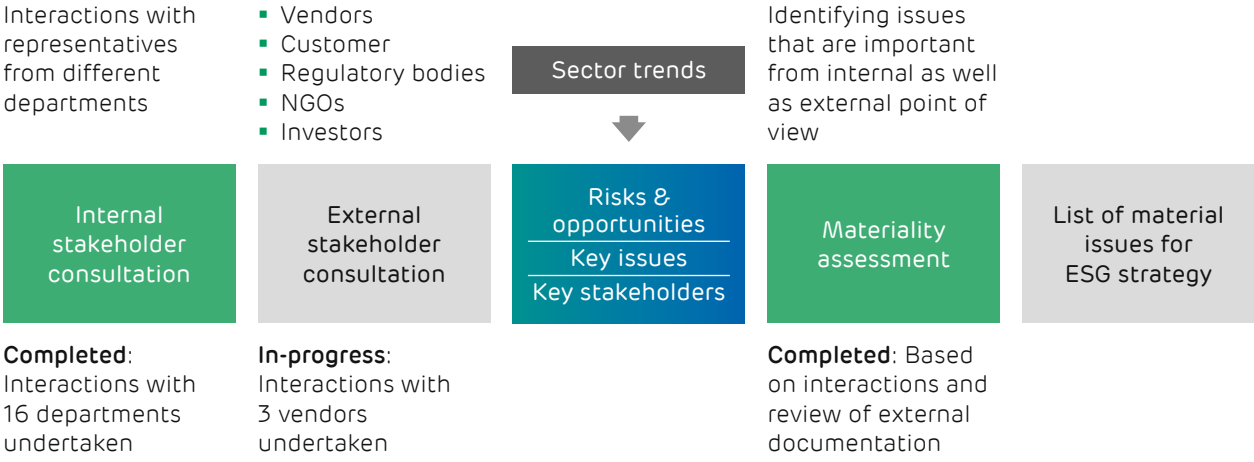 Interactions with
representatives
from different
departments
▪ Vendors
▪ Customer
▪ Regulatory bodies
▪ NGOs
▪ Investors
Sector trends
Identifying issues
that are important
from internal as well
as external point of
view
Internal
stakeholder
consultation
External
stakeholder
consultation
Risks &
opportunities
Key issues
Key stakeholders
Materiality
assessment
List of material
issues for
ESG strategy
Completed:
Interactions with
16 departments
undertaken
In-progress:
Interactions with
3 vendors
undertaken
Completed: Based
on interactions and
review of external
documentation